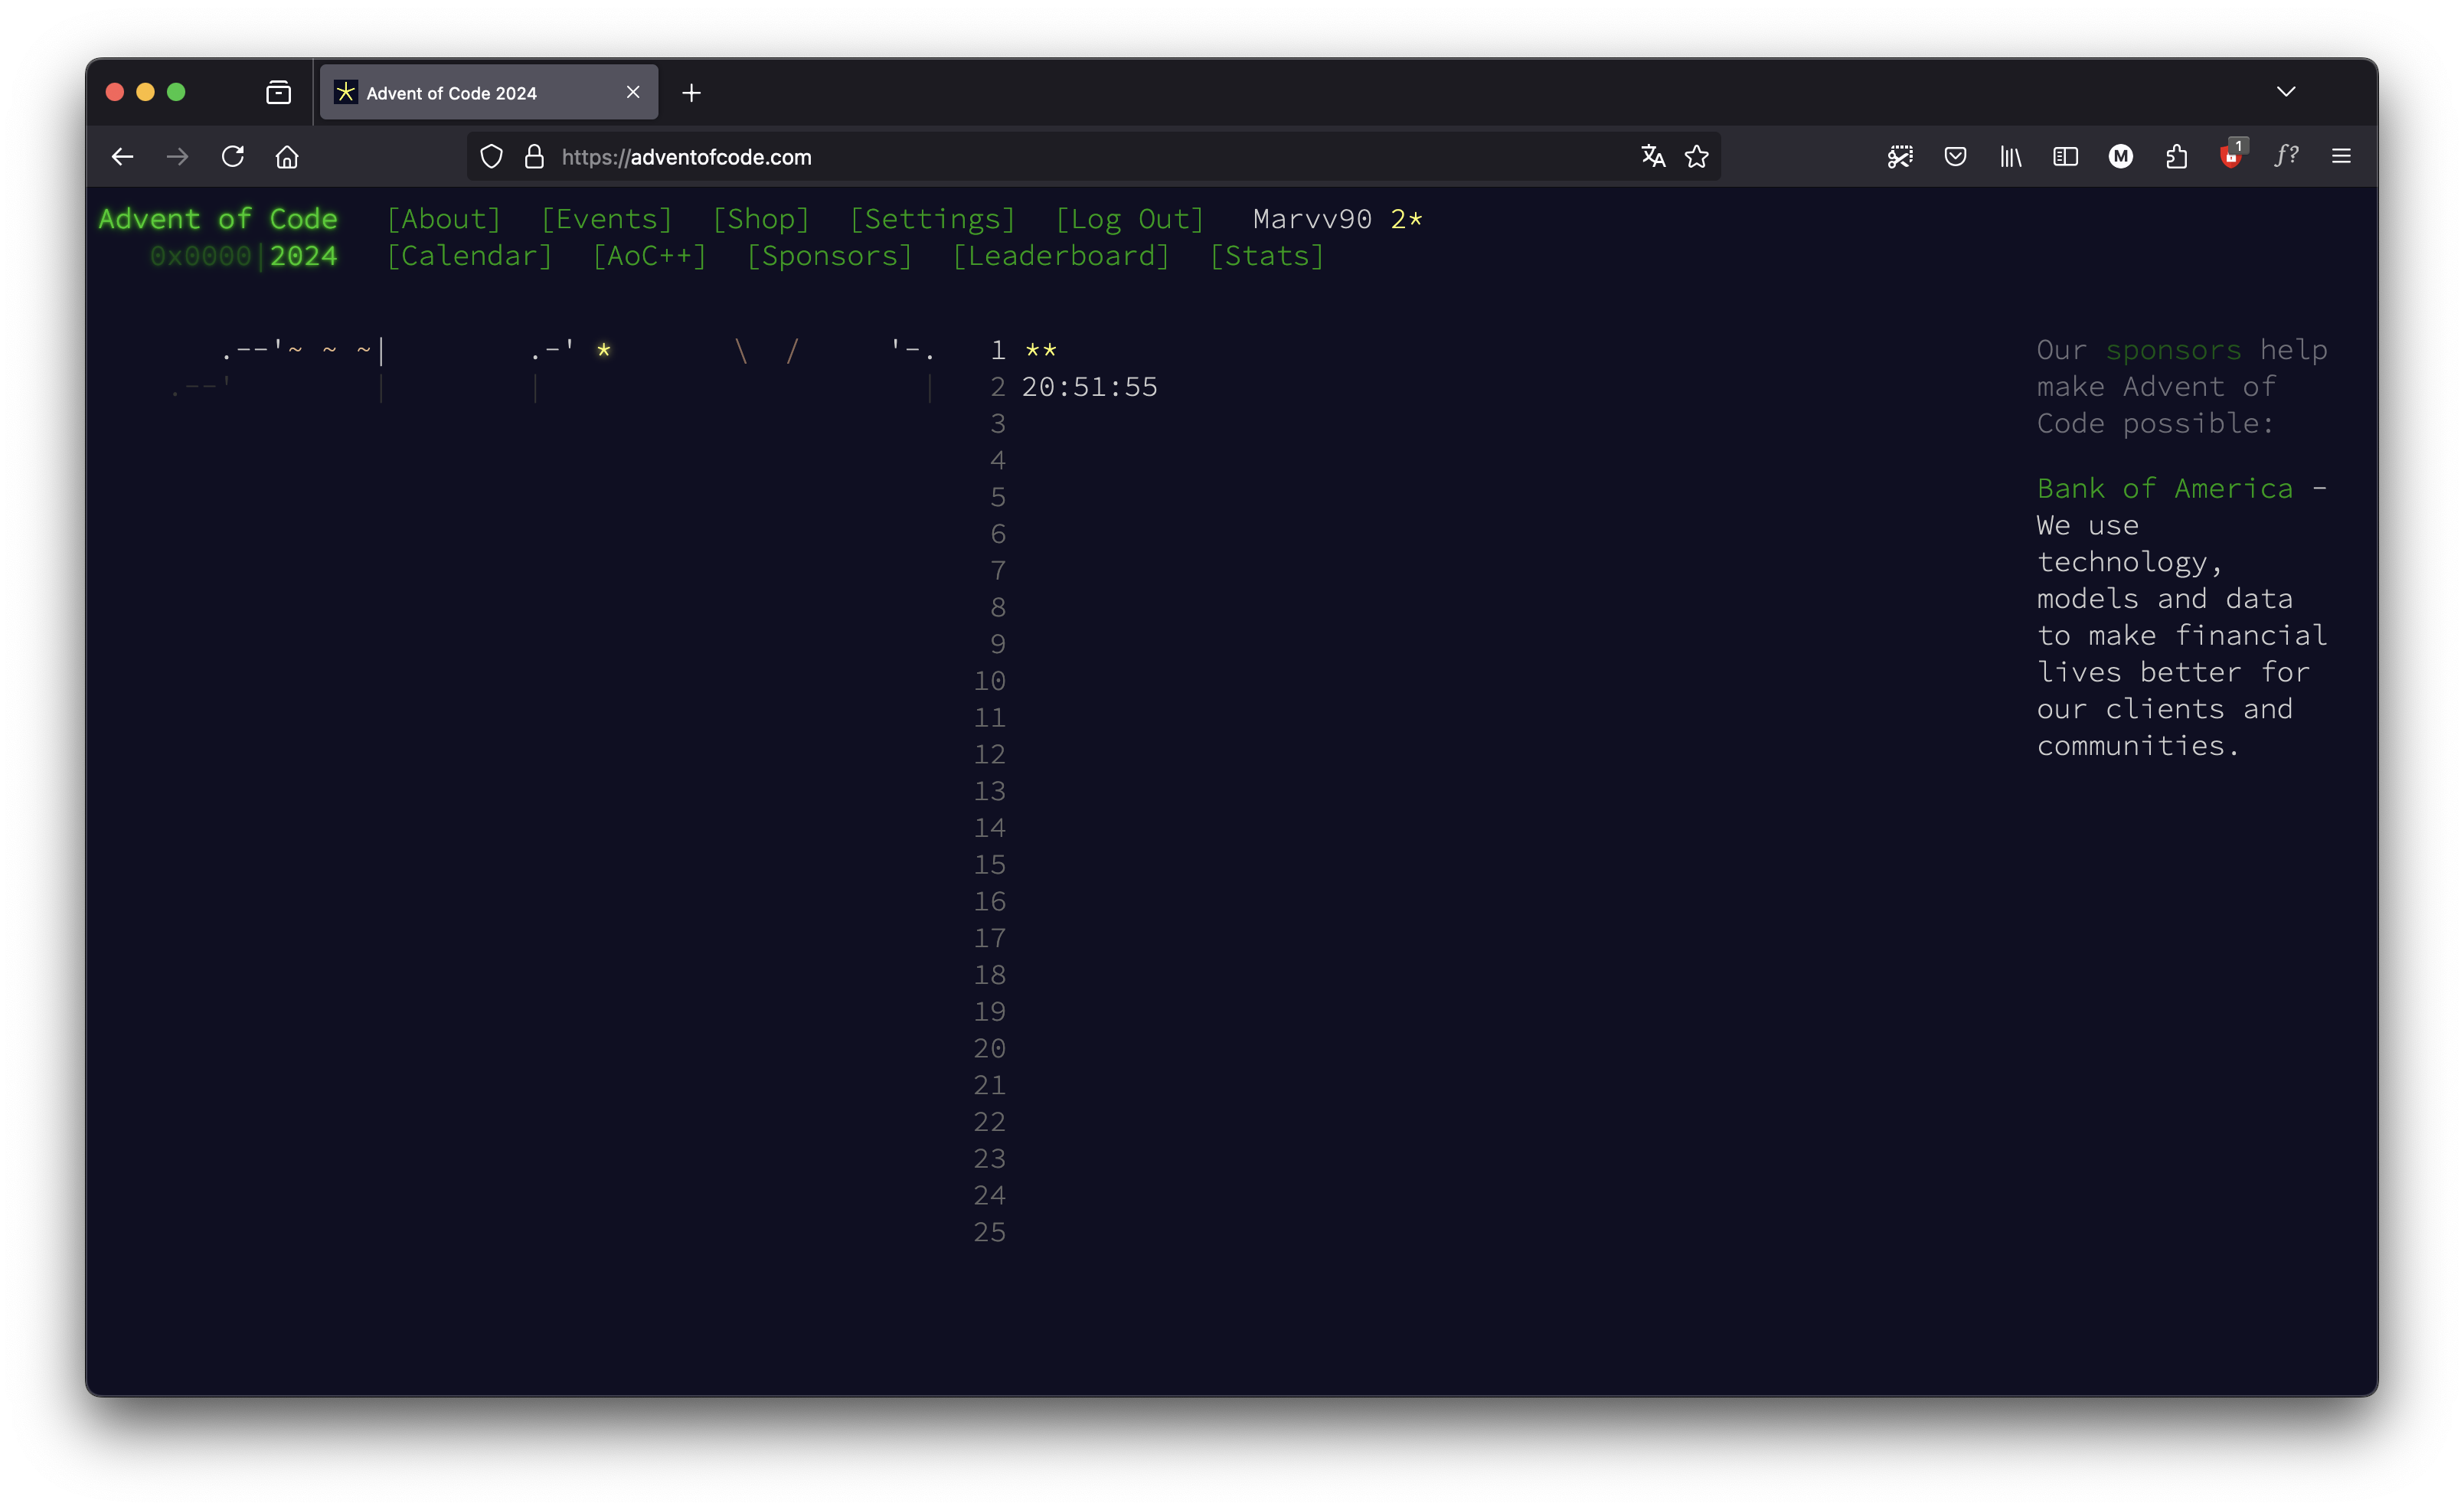 Advent of Code 2024
https://adventofcode.com
1
f?
Advent of Code [About] [Events] [Shop] [Settings] [Log Out] Marvv90 2*
0x0000|2024 [Calendar] [AoC++] [Sponsors] [Leaderboard] [Stats]
.--'~ ~ ~| .-' * \ / '-. 1 **
.--' | | | 2 20:51:55
3
4
5
6
7
8
9
10
11
12
13
14
15
16
17
18
19
20
21
22
23
24
25
Our sponsors help
make Advent of
Code possible:
Bank of America -
We use
technology,
models and data
to make financial
lives better for
our clients and
communities.